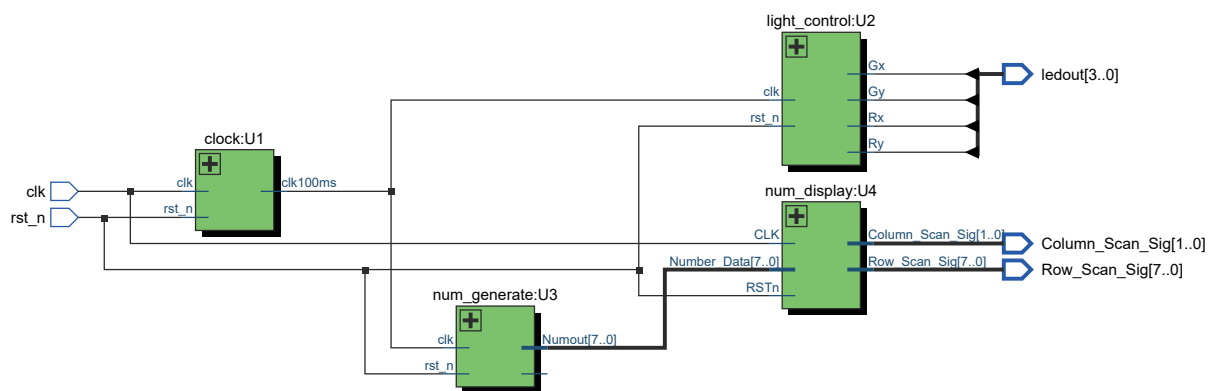 light_control:U2
Gx
ledout[3..0]
clk
Gy
rst_n
Rx
Ry
clock:U1
clk
clk
clk100ms
rst_n
rst_n
num_display:U4
CLK
Column_Scan_Sig[1..0]
Column_Scan_Sig[1..0]
Number_Data[7..0]
Row_Scan_Sig[7..0]
Row_Scan_Sig[7..0]
RSTn
num_generate:U3
clk
Numout[7..0]
rst_n